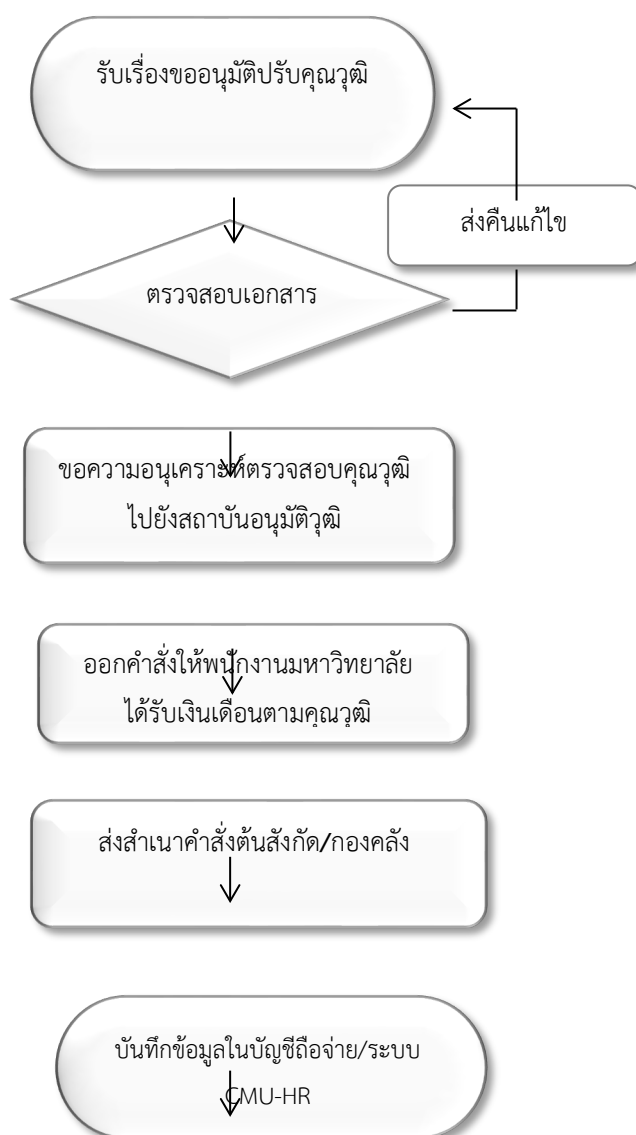 รับเรื่องขออนุมัติปรับคุณวุฒิ
ส่งคืนแก้ไข
ตรวจสอบเอกสาร
ขอความอนุเคราะห์ตรวจสอบคุณวุฒิ
ไปยังสถาบันอนุมัติวุฒิ
ออกคำสั่งให้พนักงานมหาวิทยาลัย
ได้รับเงินเดือนตามคุณวุฒิ
ส่งสำเนาคำสั่งต้นสังกัด/กองคลัง
บันทึกข้อมูลในบัญชีถือจ่าย/ระบบ
CMU-HR